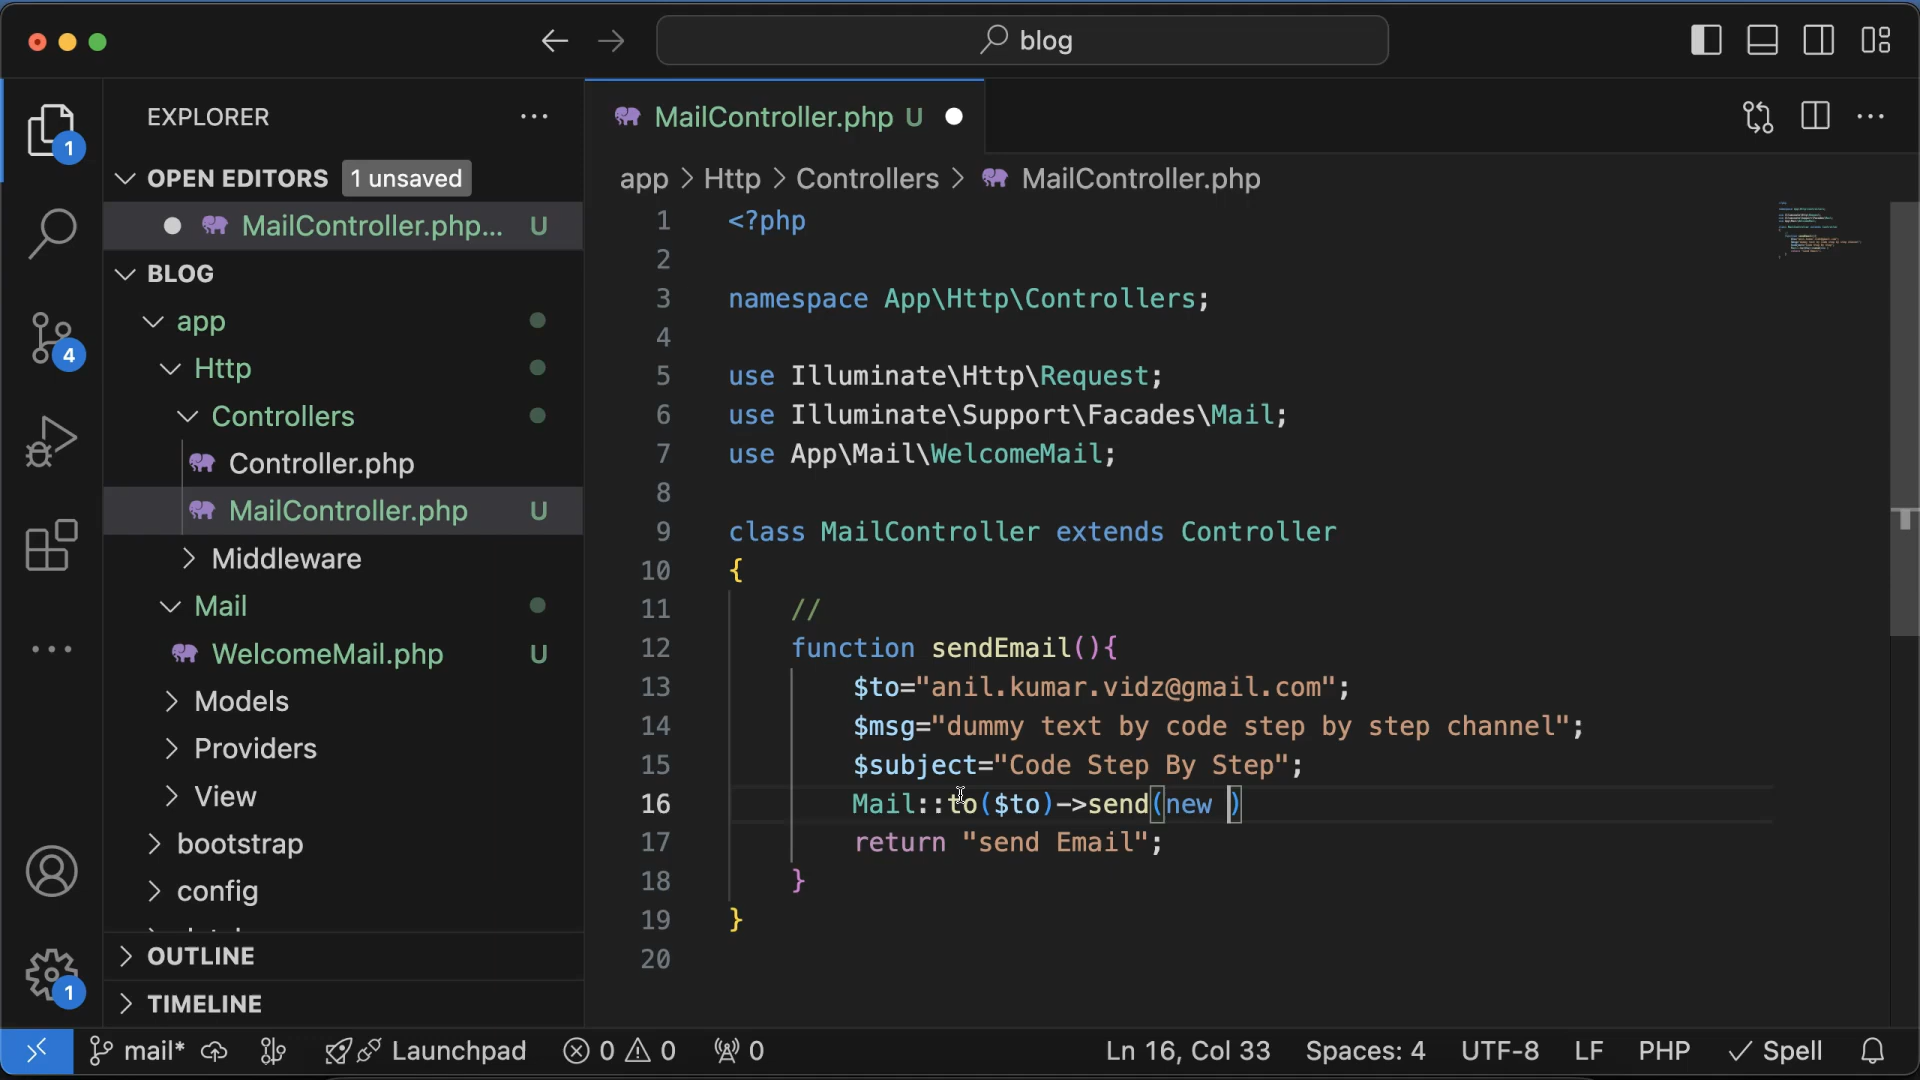 blog
EXPLORER
OPEN EDITORS 1 unsaved
MailController.php... U
BLOG
app
Http
Controllers
Controller.php
MailController.php U
Middleware
Mail
WelcomeMail.php U
Models
Providers
View
bootstrap
config
OUTLINE
TIMELINE
1
4
1
MailController.php U
app > Http > Controllers > MailController.php
1 <?php
2
3 namespace App\Http\Controllers;
4
5 use Illuminate\Http\Request;
6 use Illuminate\Support\Facades\Mail;
7 use App\Mail\WelcomeMail;
8
9 class MailController extends Controller
10 {
11 //
12 function sendEmail(){
13 $to="anil.kumar.vidz@gmail.com";
14 $msg="dummy text by code step by step channel";
15 $subject="Code Step By Step";
16 Mail::to($to)->send(new )
17 return "send Email";
18 }
19 }
20
mail* Launchpad 0 0 0 Ln 16, Col 33 Spaces: 4 UTF-8 LF PHP Spell